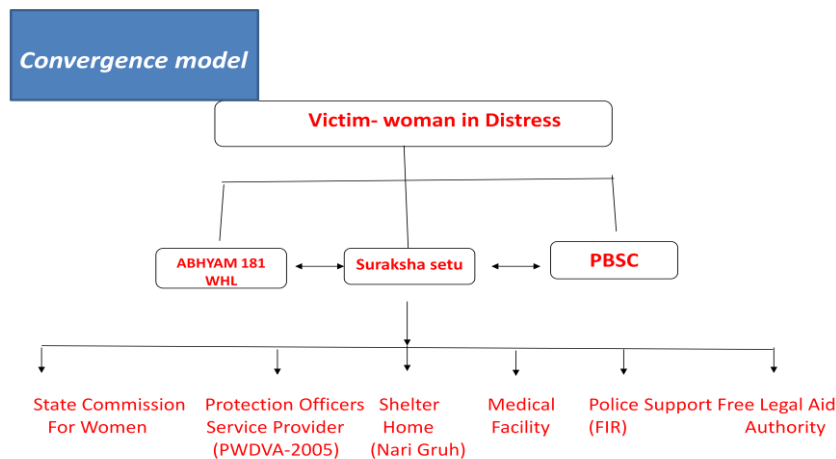 Convergence model
Victim- woman in Distress
ABHYAM 181
WHL
Suraksha setu
PBSC
State Commission
For Women
Protection Officers
Service Provider
(PWDVA-2005)
Shelter
Home
(Nari Gruh)
Medical
Facility
Police Support
(FIR)
Free Legal Aid
Authority